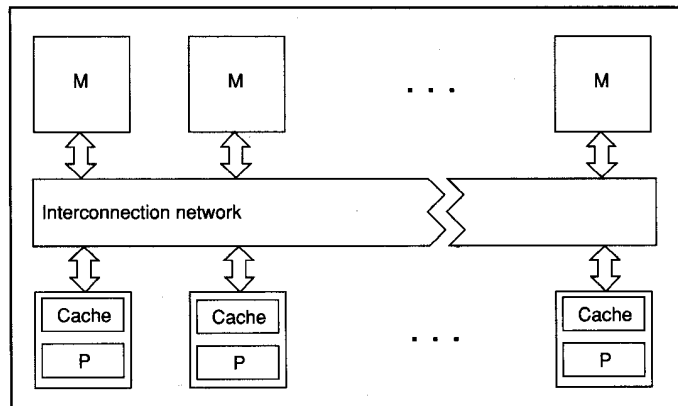 M M . . . M
Interconnection network
Cache Cache Cache
P P . . . P